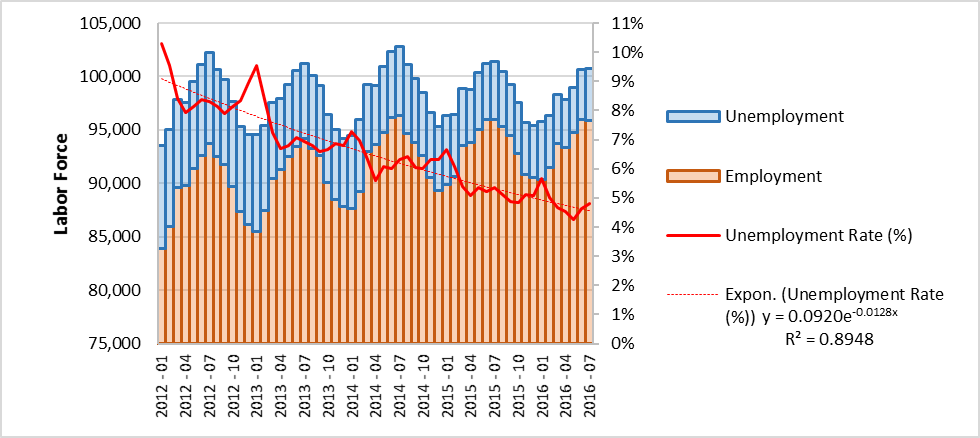 105,000
100,000
95,000
90,000
85,000
80,000
75,000
Labor Force
11%
10%
9%
8%
7%
6%
5%
4%
3%
2%
1%
0%
2012 - 01
2012 - 04
2012 - 07
2012 - 10
2013 - 01
2013 - 04
2013 - 07
2013 - 10
2014 - 01
2014 - 04
2014 - 07
2014 - 10
2015 - 01
2015 - 04
2015 - 07
2015 - 10
2016 - 01
2016 - 04
2016 - 07
Unemployment
Employment
Unemployment Rate (%)
Expon. (Unemployment Rate
(%)) y = 0.0920e^-0.0128x
R² = 0.8948